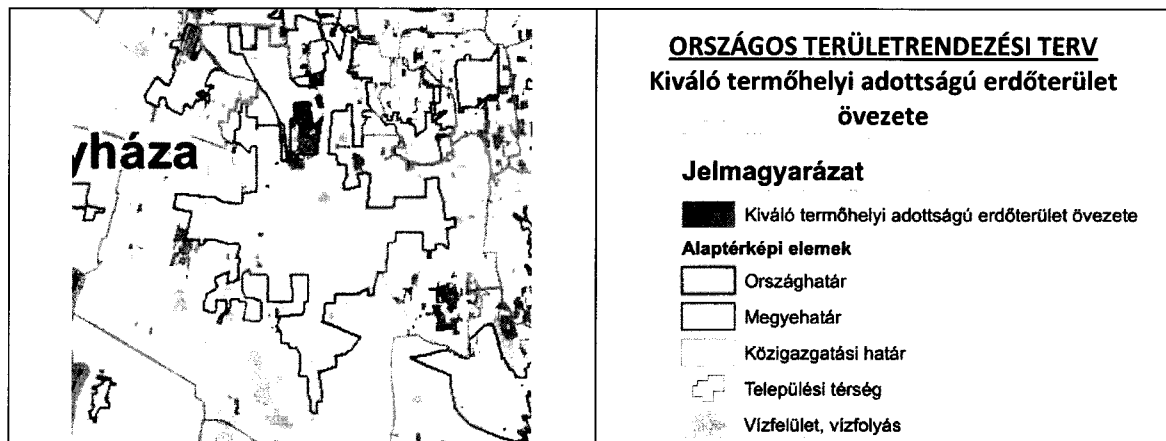 yháza
ORSZÁGOS TERÜLETRENDEZÉSI TERV
Kiváló termőhelyi adottságú erdőterület
övezete
Jelmagyarázat
Kiváló termőhelyi adottságú erdőterület övezete
Alaptérképi elemek
Országhatár
Megyehatár
Közigazgatási határ
Települési térség
Vízfelület, vízfolyás